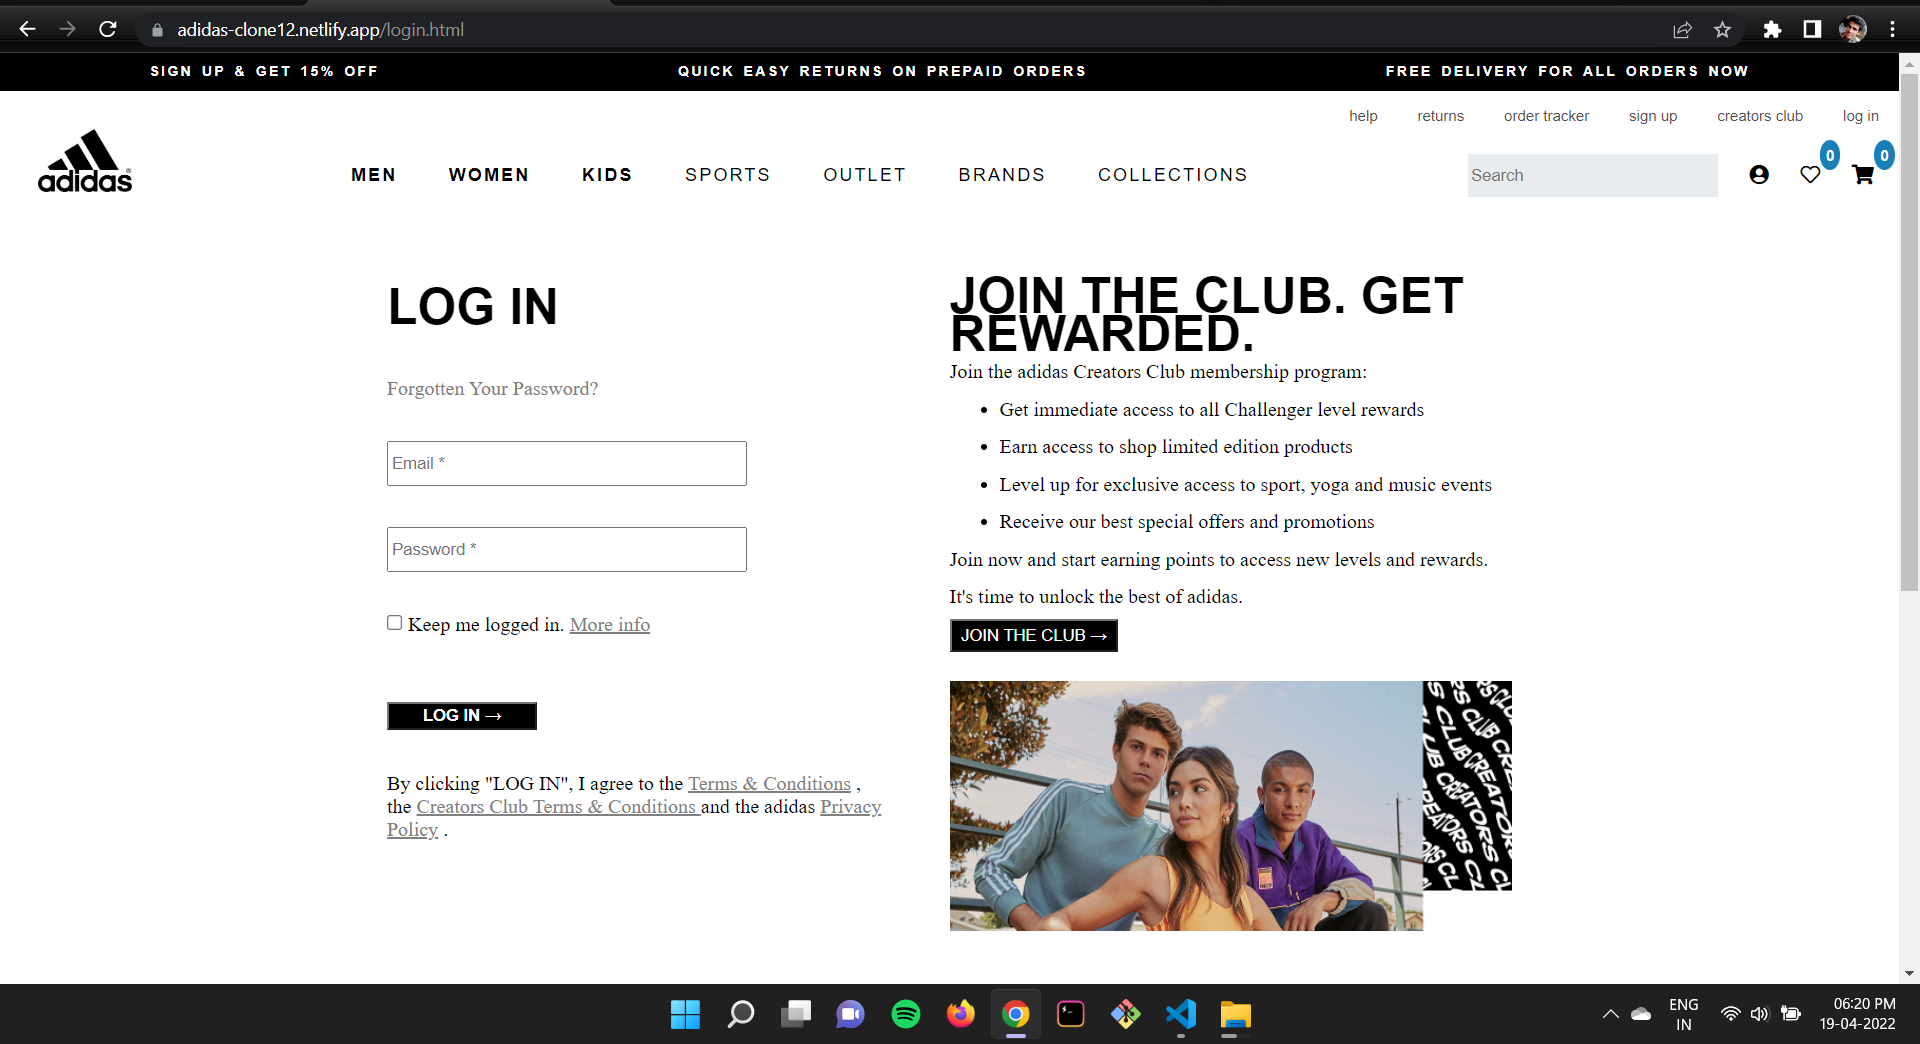 adidas-clone12.netlify.app/login.html
SIGN UP & GET 15% OFF
QUICK EASY RETURNS ON PREPAID ORDERS
FREE DELIVERY FOR ALL ORDERS NOW
help returns order tracker sign up creators club log in
adidas
MEN WOMEN KIDS SPORTS OUTLET BRANDS COLLECTIONS
Search
0
0
LOG IN
Forgotten Your Password?
Email *
Password *
Keep me logged in. More info
LOG IN →
By clicking "LOG IN", I agree to the Terms & Conditions ,
the Creators Club Terms & Conditions and the adidas Privacy
Policy .
JOIN THE CLUB. GET
REWARDED.
Join the adidas Creators Club membership program:
• Get immediate access to all Challenger level rewards
• Earn access to shop limited edition products
• Level up for exclusive access to sport, yoga and music events
• Receive our best special offers and promotions
Join now and start earning points to access new levels and rewards.
It's time to unlock the best of adidas.
JOIN THE CLUB →
ENG
IN
06:20 PM
19-04-2022